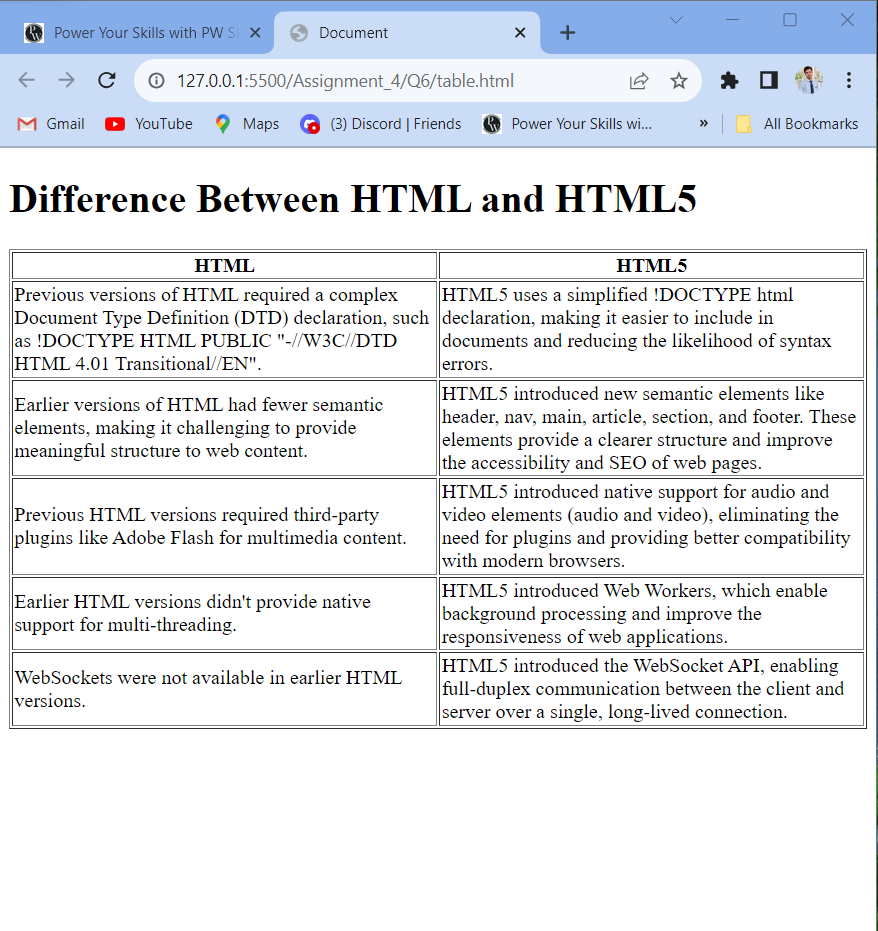 Power Your Skills with PW S
Document
127.0.0.1:5500/Assignment_4/Q6/table.html
Gmail
YouTube
Maps
(3) Discord | Friends
Power Your Skills wi...
»
All Bookmarks
Difference Between HTML and HTML5
HTML
HTML5
Previous versions of HTML required a complex
Document Type Definition (DTD) declaration, such
as !DOCTYPE HTML PUBLIC "-//W3C//DTD
HTML 4.01 Transitional//EN".
HTML5 uses a simplified !DOCTYPE html
declaration, making it easier to include in
documents and reducing the likelihood of syntax
errors.
Earlier versions of HTML had fewer semantic
elements, making it challenging to provide
meaningful structure to web content.
HTML5 introduced new semantic elements like
header, nav, main, article, section, and footer. These
elements provide a clearer structure and improve
the accessibility and SEO of web pages.
Previous HTML versions required third-party
plugins like Adobe Flash for multimedia content.
HTML5 introduced native support for audio and
video elements (audio and video), eliminating the
need for plugins and providing better compatibility
with modern browsers.
Earlier HTML versions didn't provide native
support for multi-threading.
HTML5 introduced Web Workers, which enable
background processing and improve the
responsiveness of web applications.
WebSockets were not available in earlier HTML
versions.
HTML5 introduced the WebSocket API, enabling
full-duplex communication between the client and
server over a single, long-lived connection.